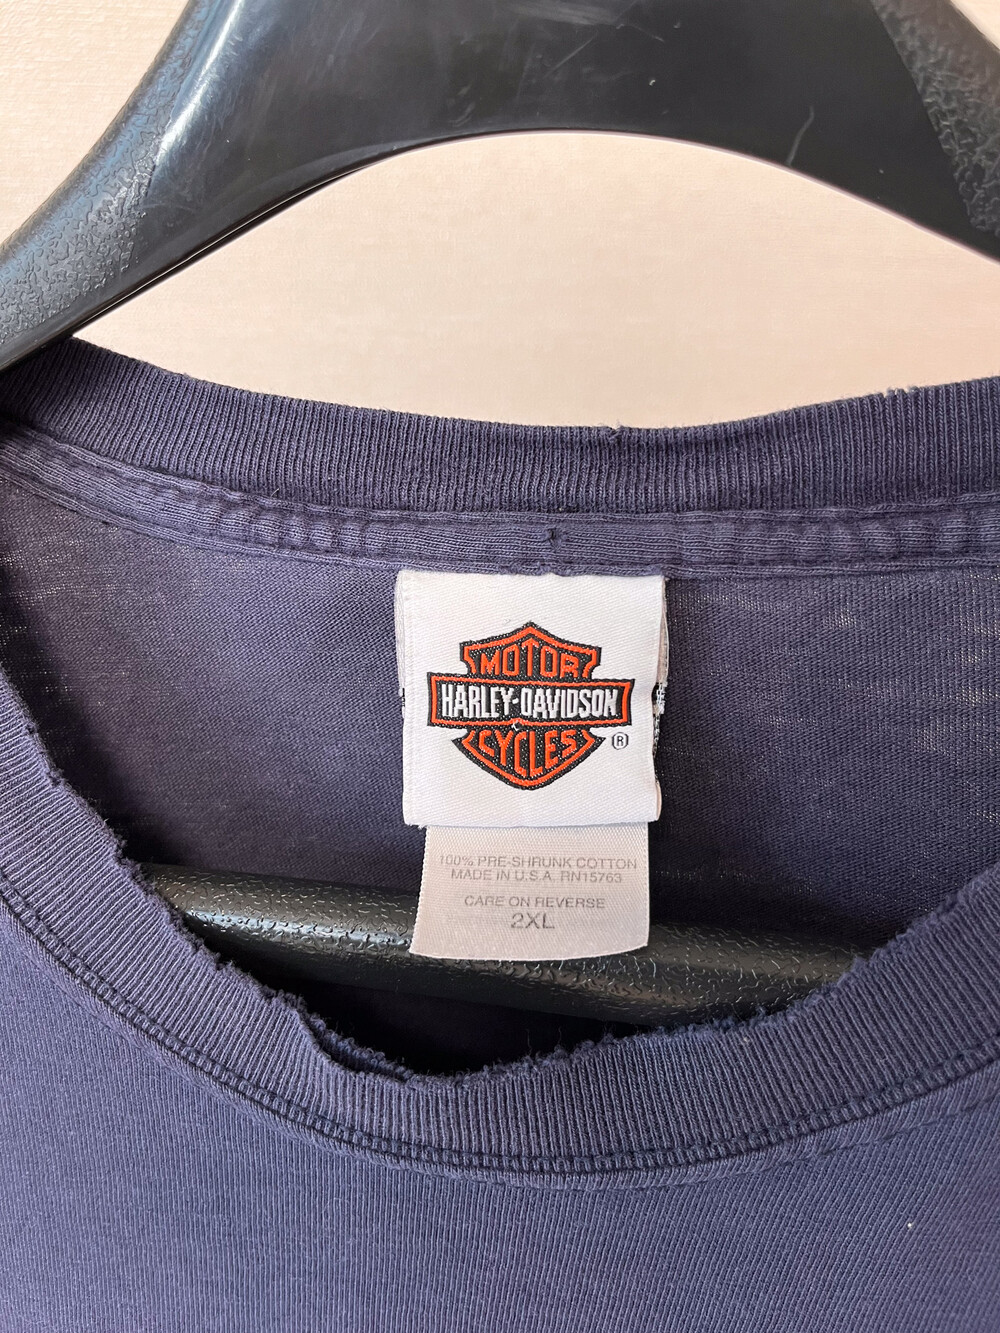 MOTOR
HARLEY-DAVIDSON
CYCLES
®
100% PRE-SHRUNK COTTON
MADE IN U.S.A. RN15763
CARE ON REVERSE
2XL